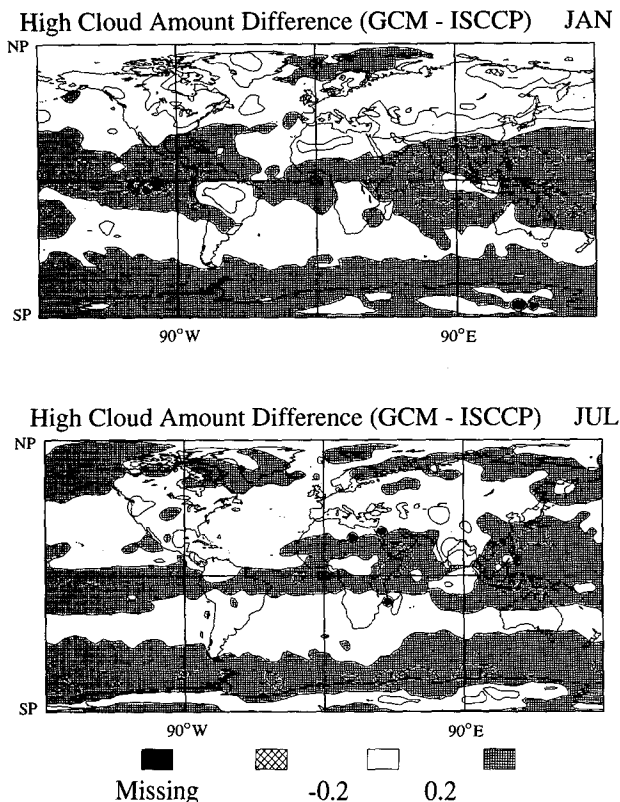 High Cloud Amount Difference (GCM - ISCCP) JAN
NP
SP
90°W 90°E
High Cloud Amount Difference (GCM - ISCCP) JUL
NP
SP
90°W 90°E
Missing -0.2 0.2